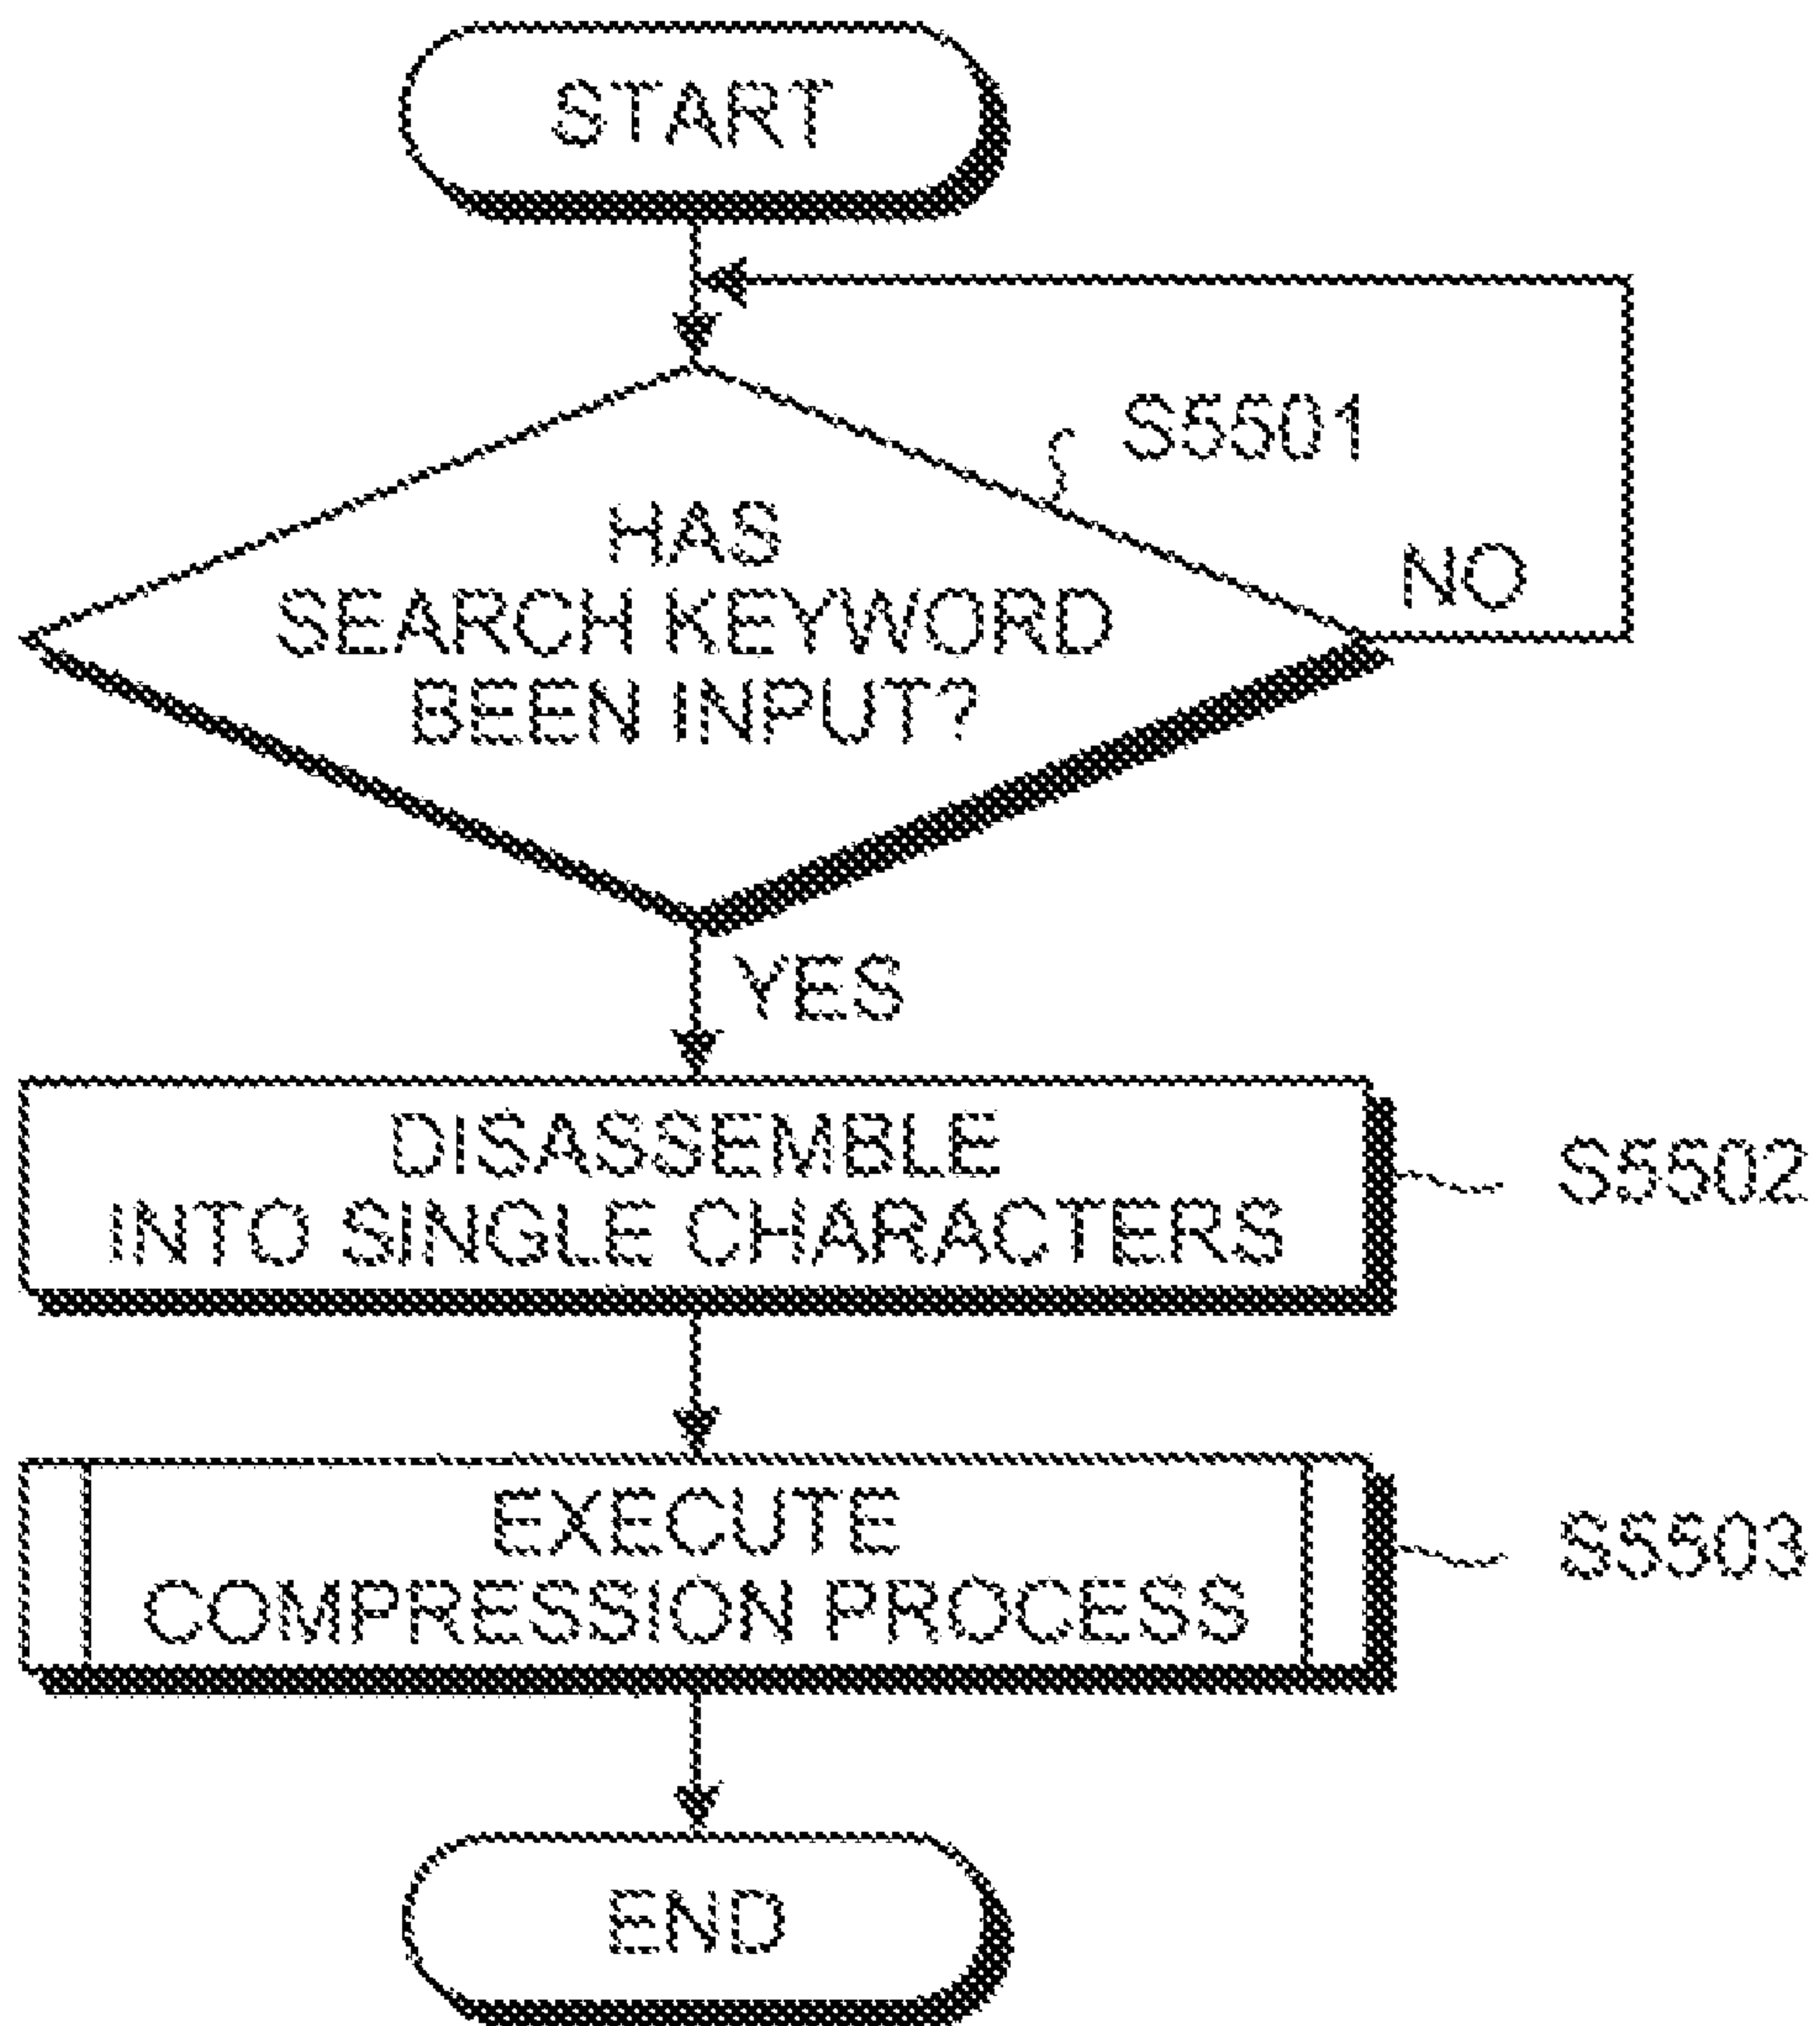 START
S5501
HAS
SEARCH KEYWORD
BEEN INPUT?
NO
YES
DISASSEMBLE
INTO SINGLE CHARACTERS
S5502
EXECUTE
COMPRESSION PROCESS
S5503
END